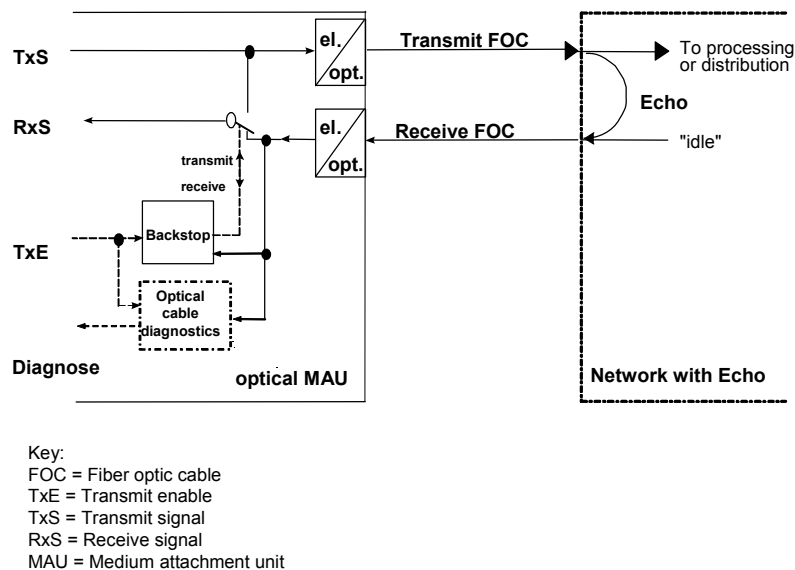 TxS
el.
opt.
Transmit FOC
To processing
or distribution
Echo
RxS
el.
opt.
Receive FOC
"idle"
transmit
receive
TxE
Backstop
Optical
cable
diagnostics
Diagnose
optical MAU
Network with Echo
Key:
FOC = Fiber optic cable
TxE = Transmit enable
TxS = Transmit signal
RxS = Receive signal
MAU = Medium attachment unit